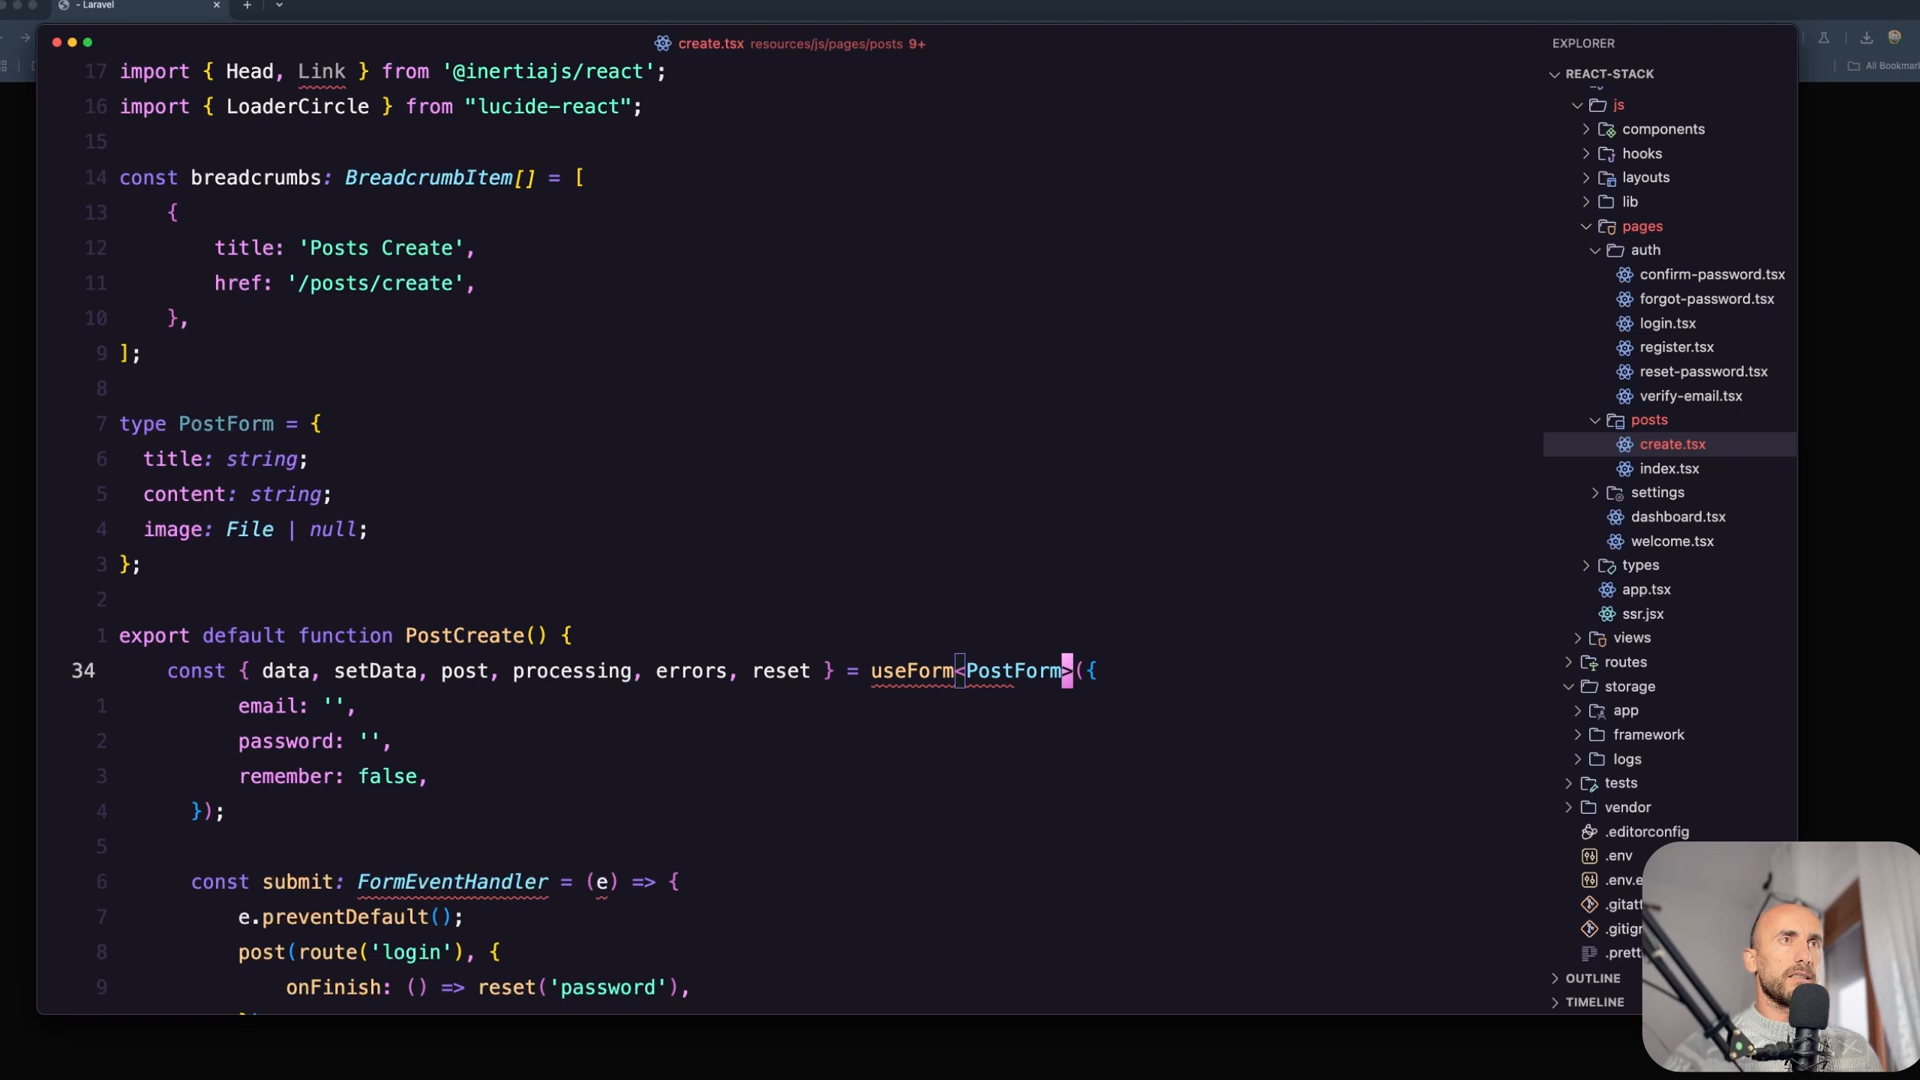 - Laravel
create.tsx resources/js/pages/posts 9+
All Bookmar
17 import { Head, Link } from '@inertiajs/react';
16 import { LoaderCircle } from "lucide-react";
15
14 const breadcrumbs: BreadcrumbItem[] = [
13 {
12 title: 'Posts Create',
11 href: '/posts/create',
10 },
9 ];
8
7 type PostForm = {
6 title: string;
5 content: string;
4 image: File | null;
3 };
2
1 export default function PostCreate() {
34 const { data, setData, post, processing, errors, reset } = useForm<PostForm>({
1 email: '',
2 password: '',
3 remember: false,
4 });
5
6 const submit: FormEventHandler = (e) => {
7 e.preventDefault();
8 post(route('login'), {
9 onFinish: () => reset('password'),
EXPLORER
REACT-STACK
js
components
hooks
layouts
lib
pages
auth
confirm-password.tsx
forgot-password.tsx
login.tsx
register.tsx
reset-password.tsx
verify-email.tsx
posts
create.tsx
index.tsx
settings
dashboard.tsx
welcome.tsx
types
app.tsx
ssr.jsx
views
routes
storage
app
framework
logs
tests
vendor
.editorconfig
.env
.env.e
.gitatt
.gitign
.prett
OUTLINE
TIMELINE